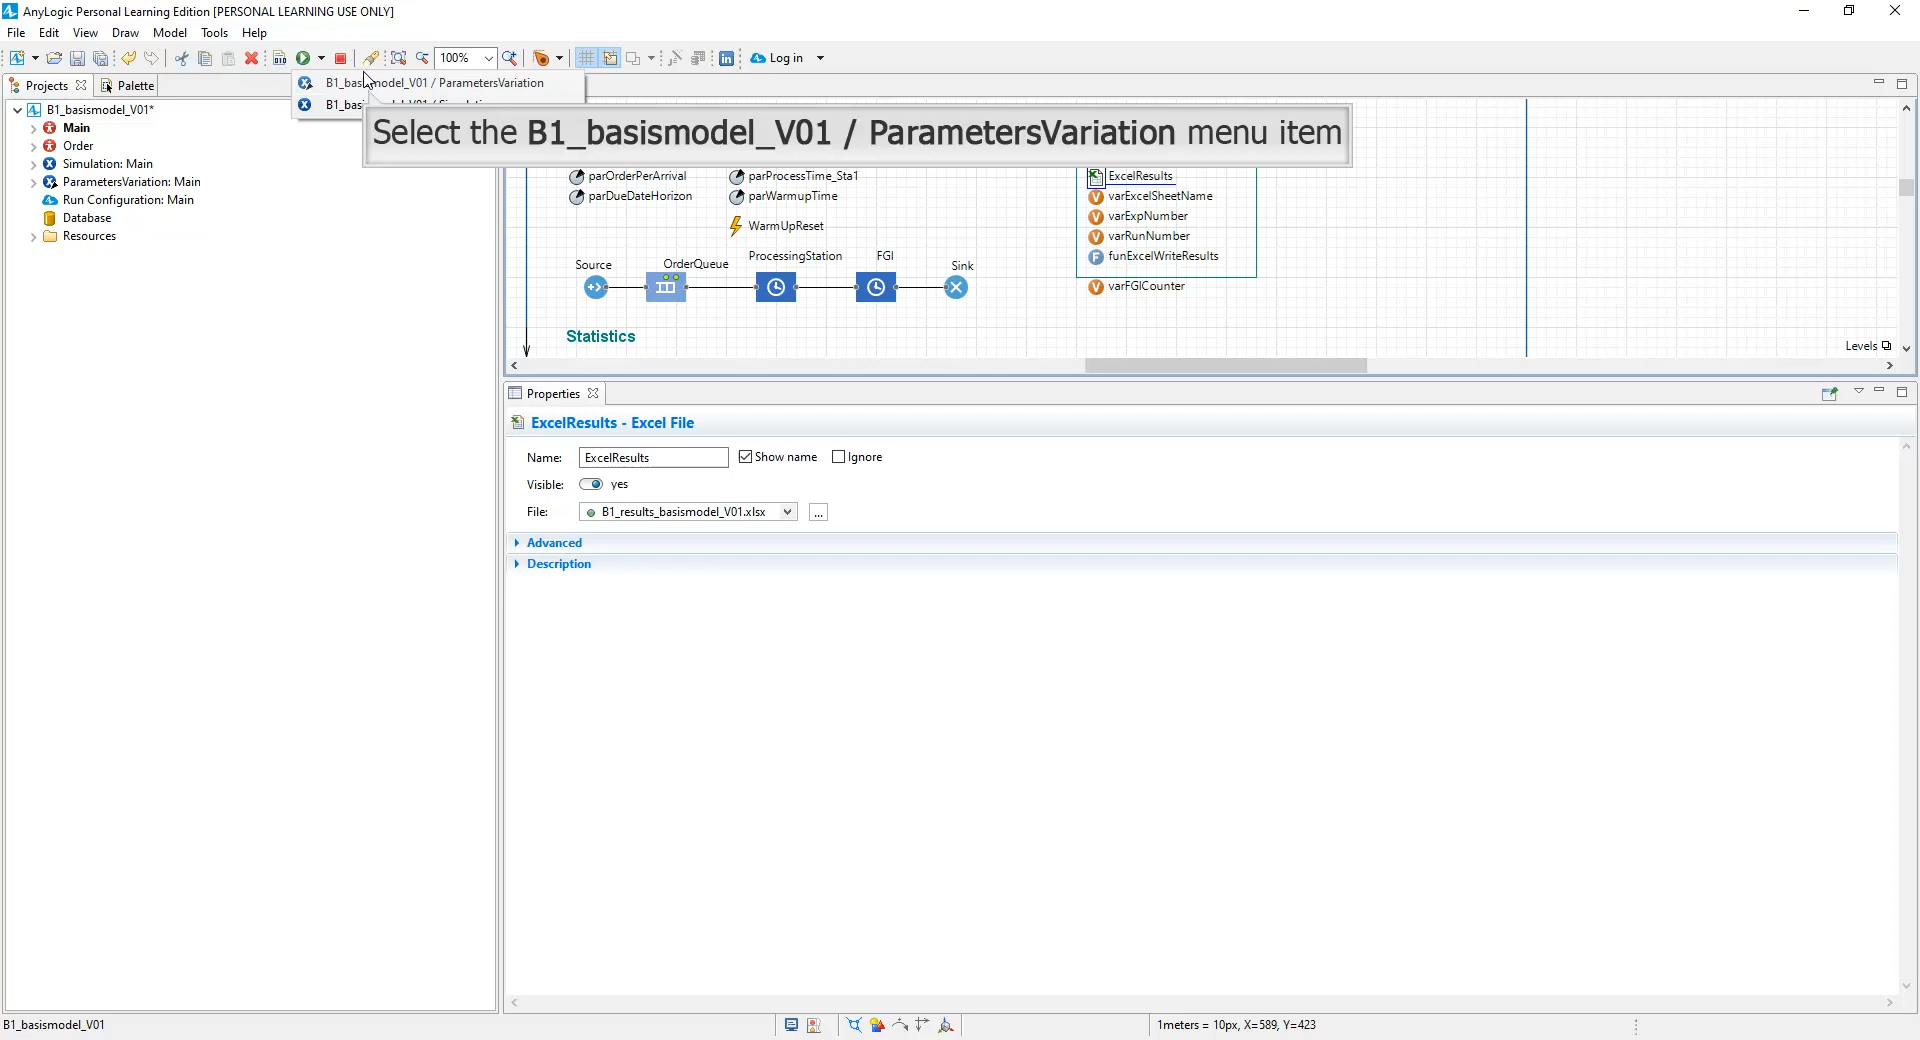 AnyLogic Personal Learning Edition [PERSONAL LEARNING USE ONLY]
File Edit View Draw Model Tools Help
100%
Log in
Projects
Palette
B1_basismodel_V01 / ParametersVariation
B1_basi
Select the B1_basismodel_V01 / ParametersVariation menu item
B1_basismodel_V01*
Main
Order
Simulation: Main
ParametersVariation: Main
Run Configuration: Main
Database
Resources
parOrderPerArrival
parProcessTime_Sta1
parDueDateHorizon
parWarmupTime
WarmUpReset
Source
OrderQueue
ProcessingStation
FGI
Sink
Statistics
ExcelResults
varExcelSheetName
varExpNumber
varRunNumber
funExcelWriteResults
varFGICounter
Levels
Properties
ExcelResults - Excel File
Name: ExcelResults Show name Ignore
Visible: yes
File: B1_results_basismodel_V01.xlsx ...
Advanced
Description
B1_basismodel_V01
1meters = 10px, X=589, Y=423